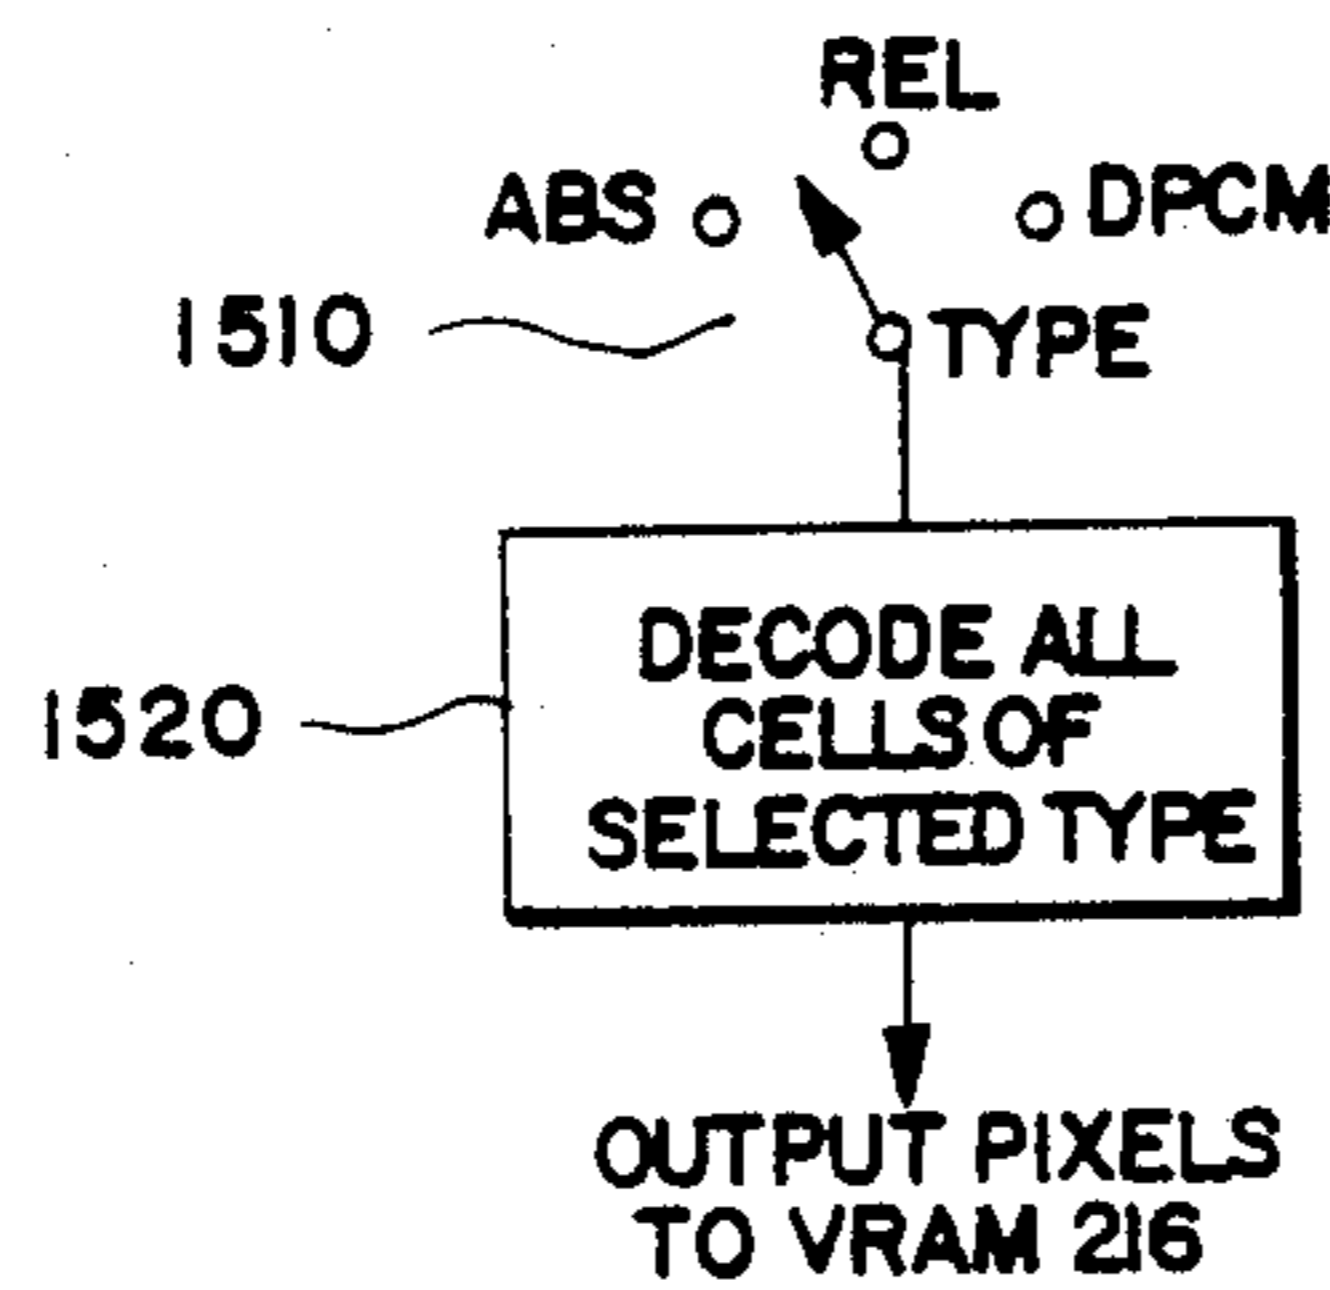 REL
ABS
DPCM
1510
TYPE
DECODE ALL
1520
CELLS OF
SELECTED TYPE
OUTPUT PIXELS
TO VRAM 216